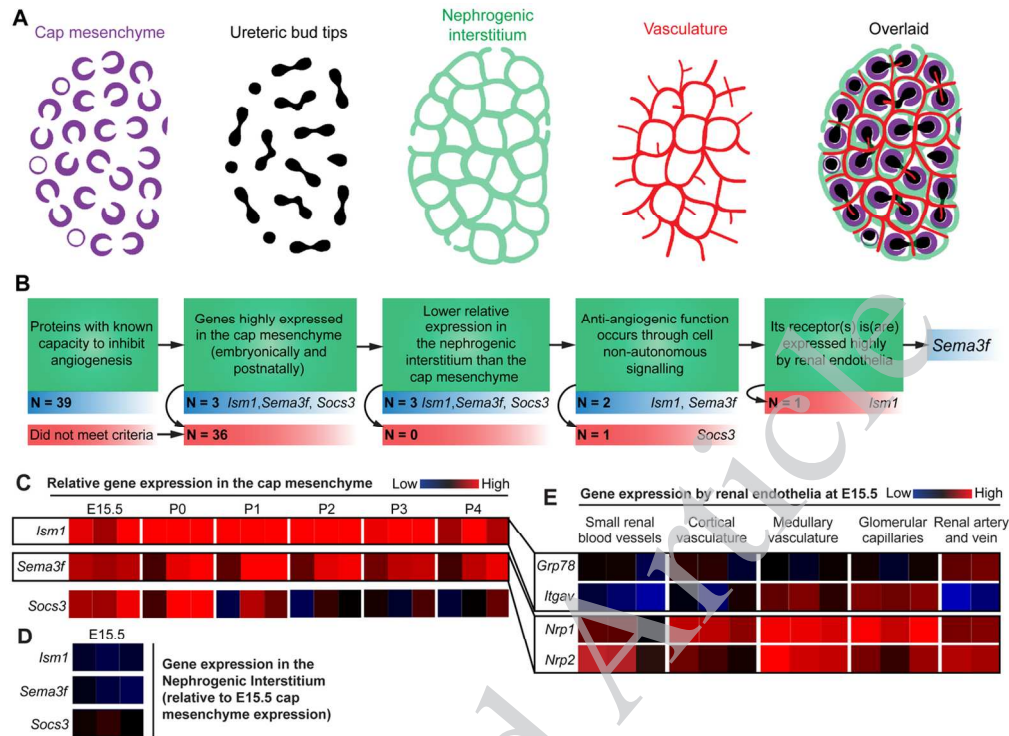 A
Cap mesenchyme
Ureteric bud tips
Nephrogenic
interstitium
Vasculature
Overlaid
B
Proteins with known
capacity to inhibit
angiogenesis
Genes highly expressed
in the cap mesenchyme
(embryonically and
postnatally)
Lower relative
expression in
the nephrogenic
interstitium than the
cap mesenchyme
Anti-angiogenic function
occurs through cell
non-autonomous
signalling
Its receptor(s) is(are)
expressed highly
by renal endothelia
Sema3f
N = 39
N = 3 Ism1,Sema3f, Socs3
N = 3 Ism1,Sema3f, Socs3
N = 2 Ism1, Sema3f
N = 1 Ism1
Did not meet criteria
N = 36
N = 0
N = 1 Socs3
C Relative gene expression in the cap mesenchyme Low High
E15.5 P0 P1 P2 P3 P4
Ism1
Sema3f
Socs3
D
E15.5
Ism1
Sema3f
Socs3
Gene expression in the
Nephrogenic Interstitium
(relative to E15.5 cap
mesenchyme expression)
E Gene expression by renal endothelia at E15.5 Low High
Small renal
blood vessels
Cortical
vasculature
Medullary
vasculature
Glomerular
capillaries
Renal artery
and vein
Grp78
Itgav
Nrp1
Nrp2
d Article